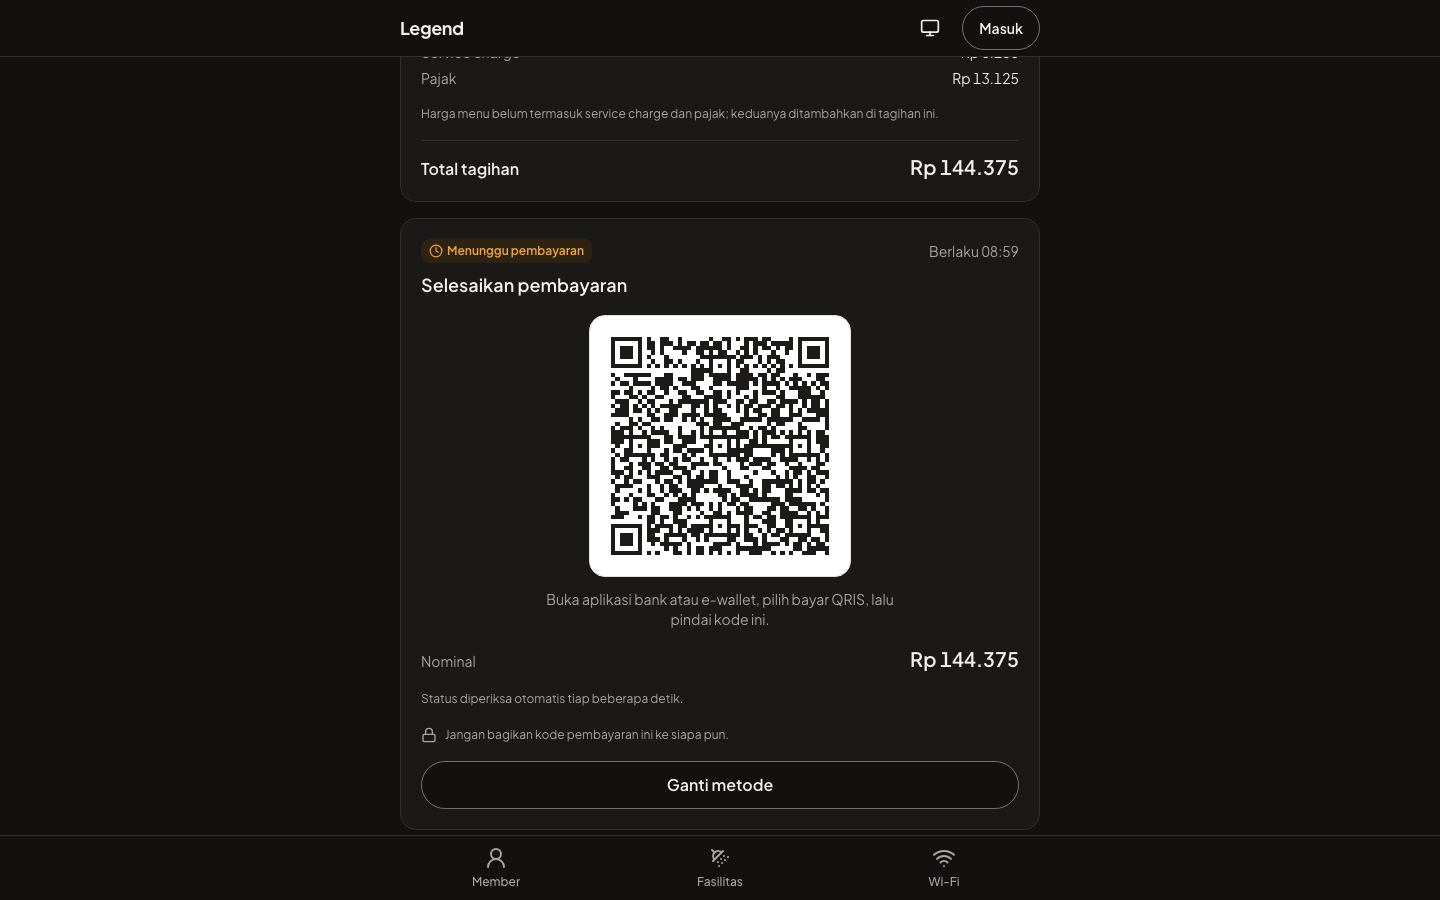 Legend
Masuk
Pajak
Rp 13.125
Harga menu belum termasuk service charge dan pajak; keduanya ditambahkan di tagihan ini.
Total tagihan
Rp 144.375
Menunggu pembayaran
Berlaku 08:59
Selesaikan pembayaran
Buka aplikasi bank atau e-wallet, pilih bayar QRIS, lalu
pindai kode ini.
Nominal
Rp 144.375
Status diperiksa otomatis tiap beberapa detik.
Jangan bagikan kode pembayaran ini ke siapa pun.
Ganti metode
Member
Fasilitas
Wi-Fi